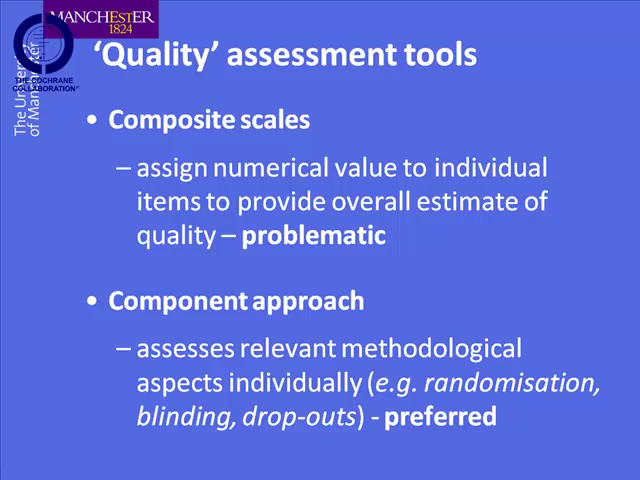 MANCHESTER
1824
The University
of Manchester
THE COCHRANE
COLLABORATION®
‘Quality’ assessment tools
• Composite scales
– assign numerical value to individual
items to provide overall estimate of
quality – problematic
• Component approach
– assesses relevant methodological
aspects individually (e.g. randomisation,
blinding, drop-outs) - preferred